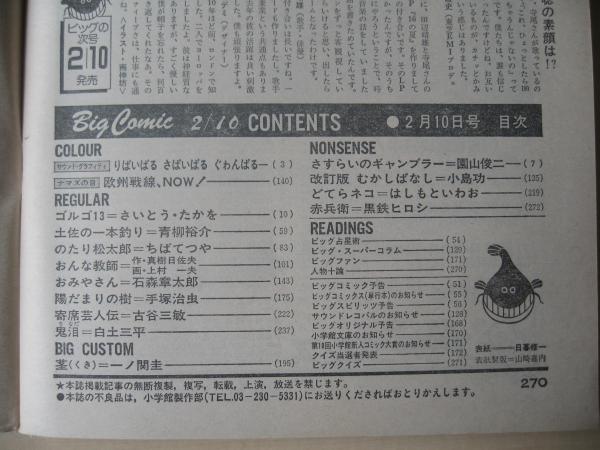 ビッグの
次号
2/10
発売
の素顔は!?
Big Comic 2/10 CONTENTS ●2月10日号 目次
COLOUR
サウンド・グラフィティ りばいばる さばいばる ぐわんばる (3)
ナマズの目 欧州戦線、NOW! (140)
REGULAR
ゴルゴ13=さいとう・たかを (10)
土佐の一本釣り=青柳裕介 (59)
のたり松太郎=ちばてつや (83)
おんな教師=作・真樹日佐夫 画・上村一夫 (101)
おみやさん=石森章太郎 (143)
陽だまりの樹=手塚治虫 (175)
寄席芸人伝=古谷三敏 (222)
鬼泪=白土三平 (237)
BIG CUSTOM
茎(くき)=一ノ関圭 (195)
NONSENSE
さすらいのギャンブラー=園山俊二 (7)
改訂版 むかしばなし=小島功 (135)
どてらネコ=はしもといわお (219)
赤兵衛=黒鉄ヒロシ (272)
READINGS
ビッグ占星術 (54)
ビッグ・スーパーコラム (129)
ビッグファン (171)
人物十論 (270)
ビッグコミック予告 (51)
ビッグコミックス(単行本)のお知らせ (55)
ビッグスピリッツ予告 (58)
サウンドレコパルのお知らせ (128)
ビッグオリジナル予告 (168)
小学館文庫のお知らせ (270)
第10回小学館新人コミック大賞のお知らせ (171)
クイズ当選者発表 (172)
ビッグクイズ (271)
表紙――日暮修一
表紙製版=山崎嘉内
★本誌掲載記事の無断複製、複写、転載、上演、放送を禁じます。
●本誌の不良品は、小学館製作部(TEL.03-230-5331)にお送りくださればおとりかえします。
270